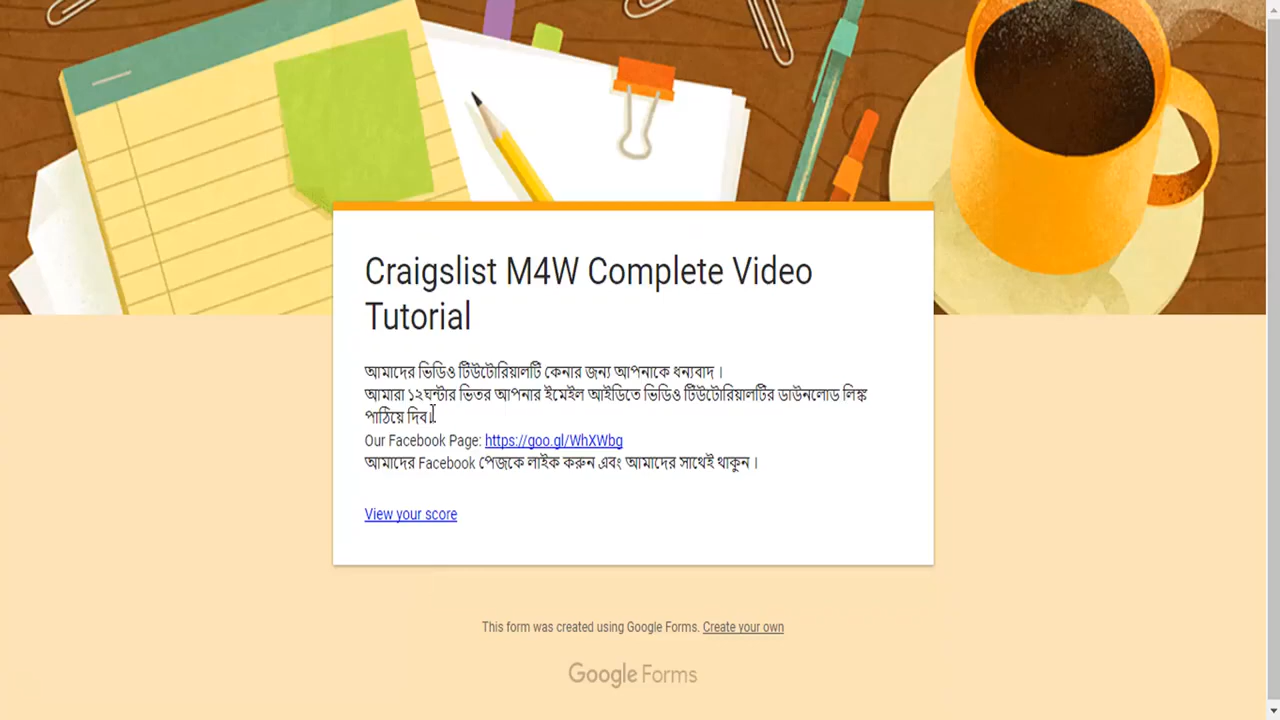 Craigslist M4W Complete Video
Tutorial
আমাদের ভিডিও টিউটোরিয়ালটি কেনার জন্য আপনাকে ধন্যবাদ।
আমারা ১২ঘন্টার ভিতর আপনার ইমেইল আইডিতে ভিডিও টিউটোরিয়ালটির ডাউনলোড লিঙ্ক
পাঠিয়ে দিব।
Our Facebook Page: https://goo.gl/WhXWbg
আমাদের Facebook পেজকে লাইক করুন এবং আমাদের সাথেই থাকুন।
View your score
This form was created using Google Forms. Create your own
Google Forms